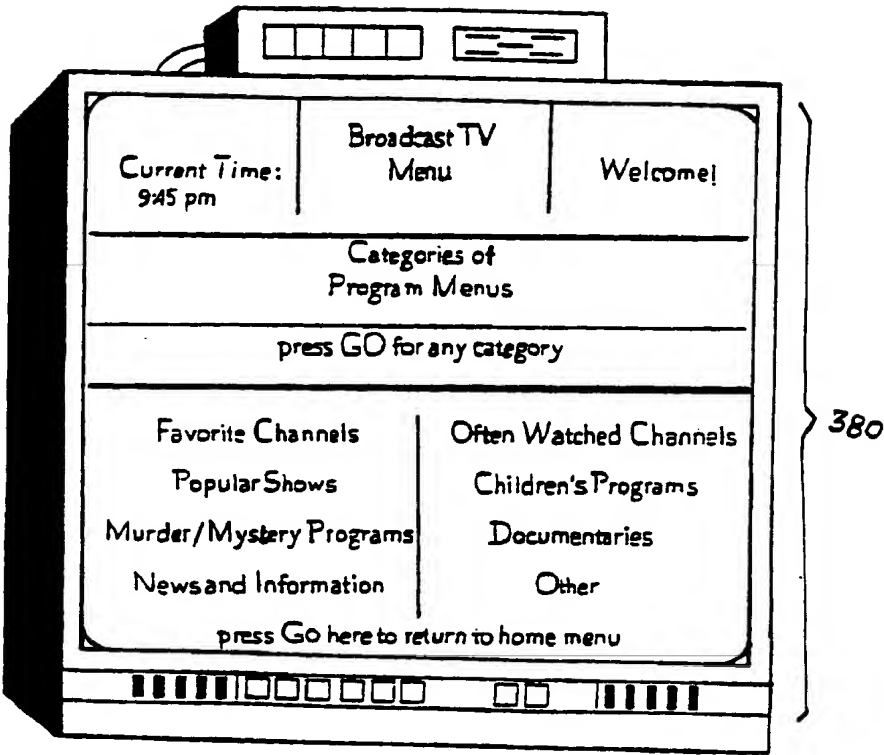 Broadcast TV
Menu
Current Time:
9:45 pm
Welcome!
Categories of
Program Menus
press GO for any category
Favorite Channels
Often Watched Channels
Popular Shows
Children's Programs
Murder/Mystery Programs
Documentaries
News and Information
Other
press Go here to return to home menu
380